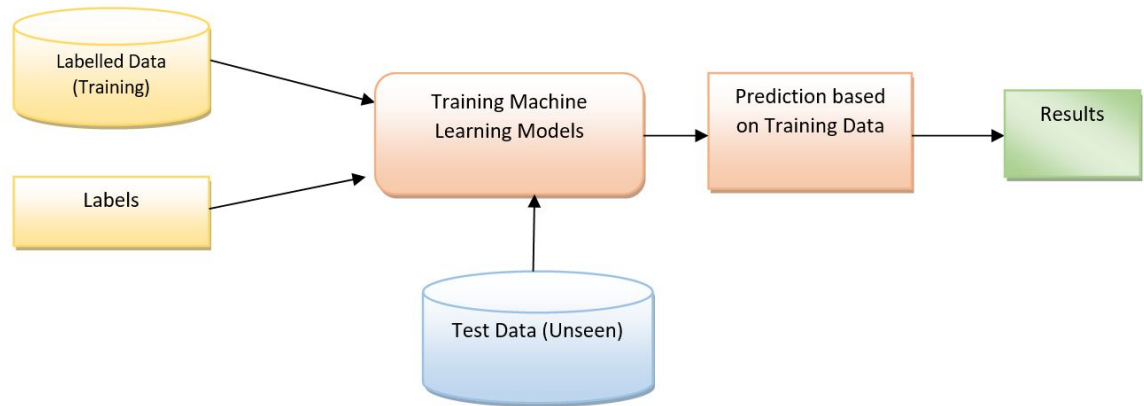 Labelled Data
(Training)
Labels
Training Machine
Learning Models
Test Data (Unseen)
Prediction based
on Training Data
Results